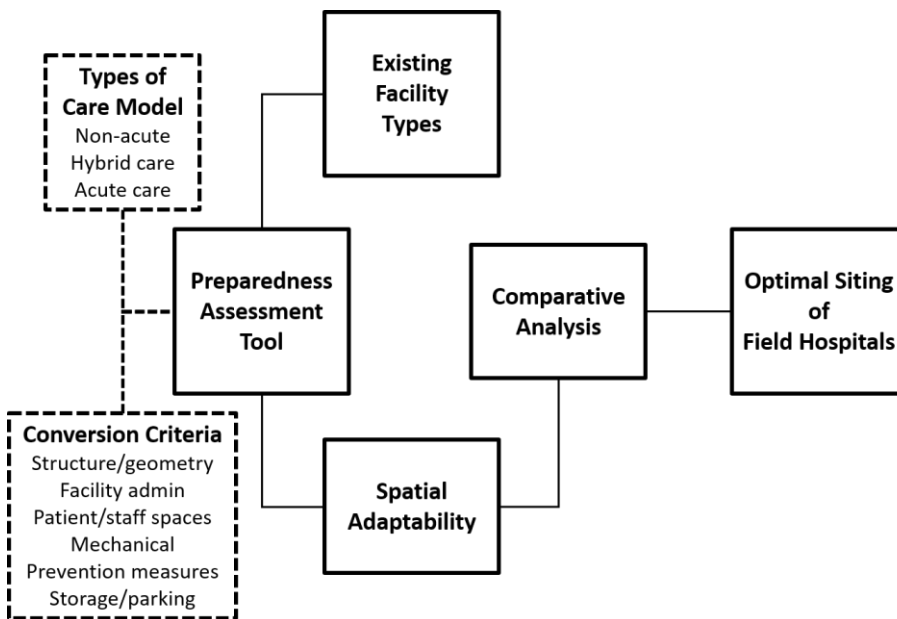 Existing
Facility
Types
Types of
Care Model
Non-acute
Hybrid care
Acute care
Preparedness
Assessment
Tool
Comparative
Analysis
Optimal Siting
of
Field Hospitals
Conversion Criteria
Structure/geometry
Facility admin
Patient/staff spaces
Mechanical
Prevention measures
Storage/parking
Spatial
Adaptability